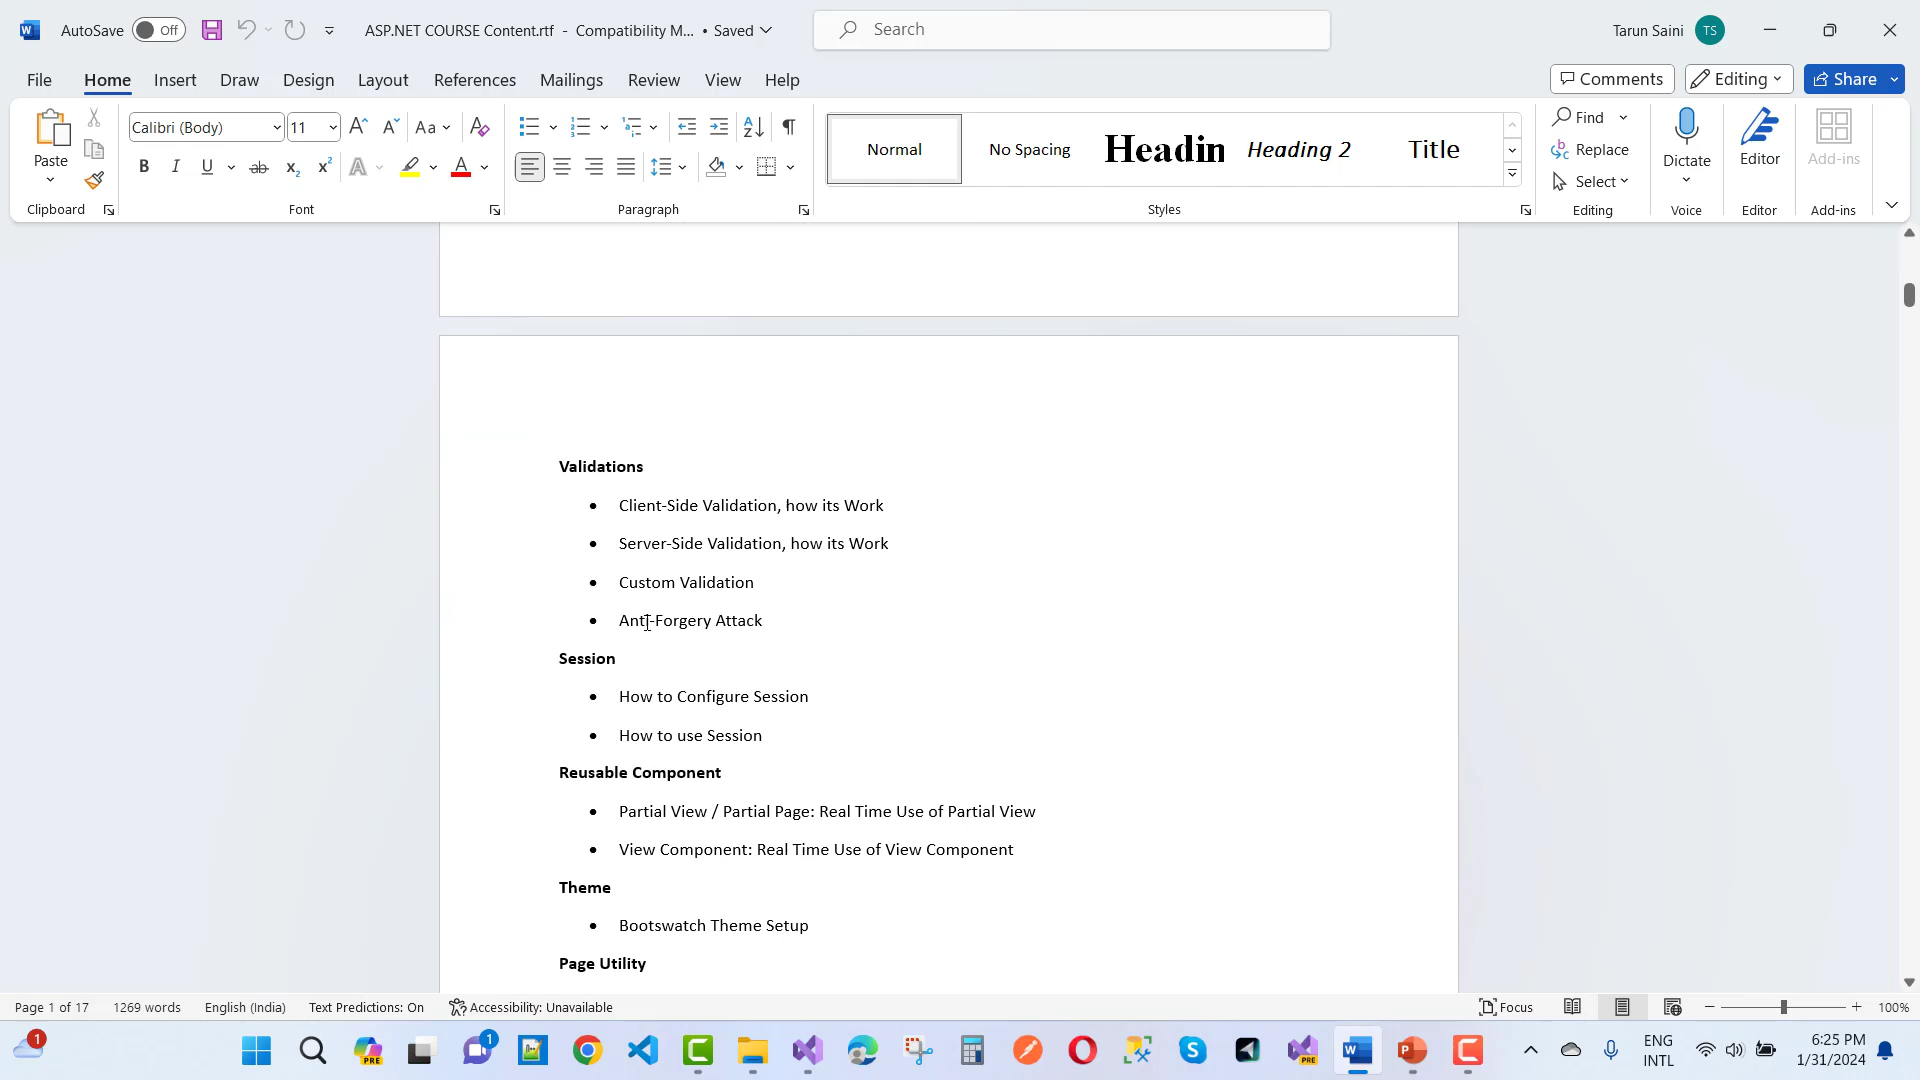 AutoSave Off ASP.NET COURSE Content.rtf - Compatibility M... • Saved Search Tarun Saini TS
File Home Insert Draw Design Layout References Mailings Review View Help Comments Editing Share
Paste Calibri (Body) 11 Normal No Spacing Headin Heading 2 Title Find Replace Select Dictate Editor Add-ins
Clipboard Font Paragraph Styles Editing Voice Editor Add-ins
Validations
• Client-Side Validation, how its Work
• Server-Side Validation, how its Work
• Custom Validation
• Anti-Forgery Attack
Session
• How to Configure Session
• How to use Session
Reusable Component
• Partial View / Partial Page: Real Time Use of Partial View
• View Component: Real Time Use of View Component
Theme
• Bootswatch Theme Setup
Page Utility
Page 1 of 17 1269 words English (India) Text Predictions: On Accessibility: Unavailable Focus 100%
1 PRE 1 PRE ENG 6:25 PM
INTL 1/31/2024